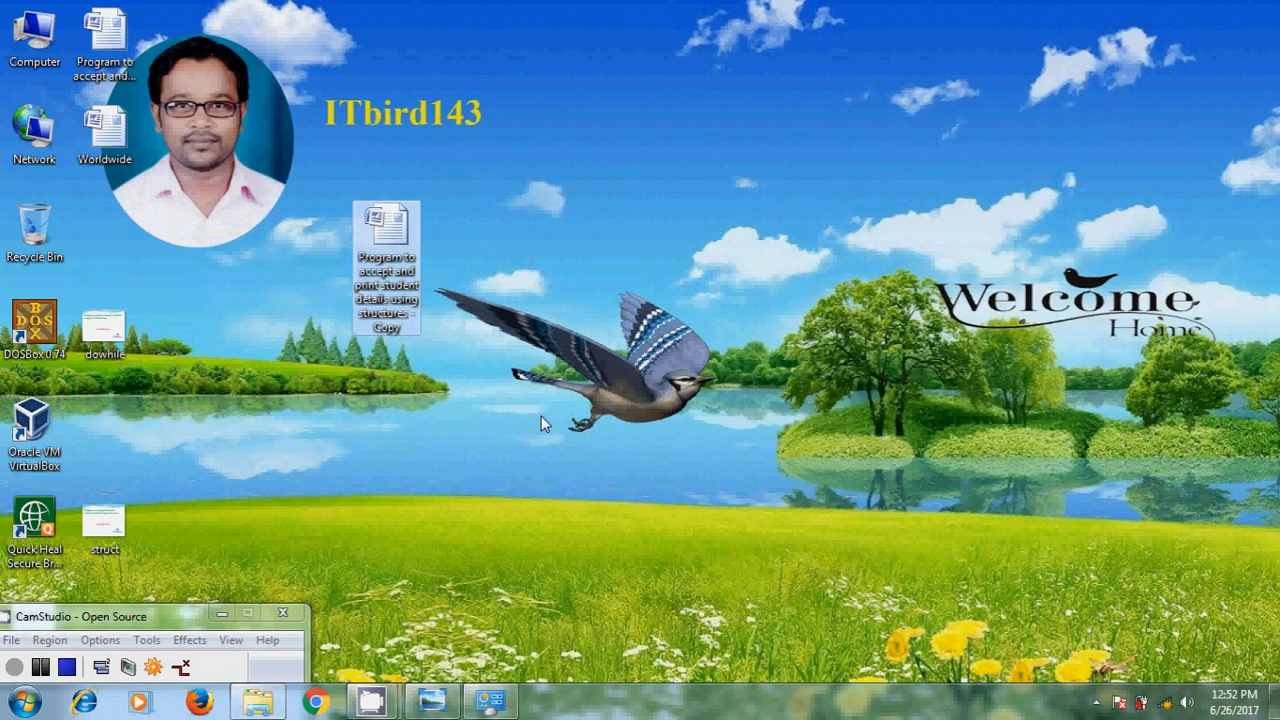 Computer
Program to
accept and...
ITbird143
Network
Worldwide
Recycle Bin
Program to
accept and
print student
details using
structures -
Copy
Welcome
Home
DOSBox 0.74
dowhile
Oracle VM
VirtualBox
Quick Heal
Secure Br...
struct
CamStudio - Open Source
File Region Options Tools Effects View Help
12:52 PM
6/26/2017